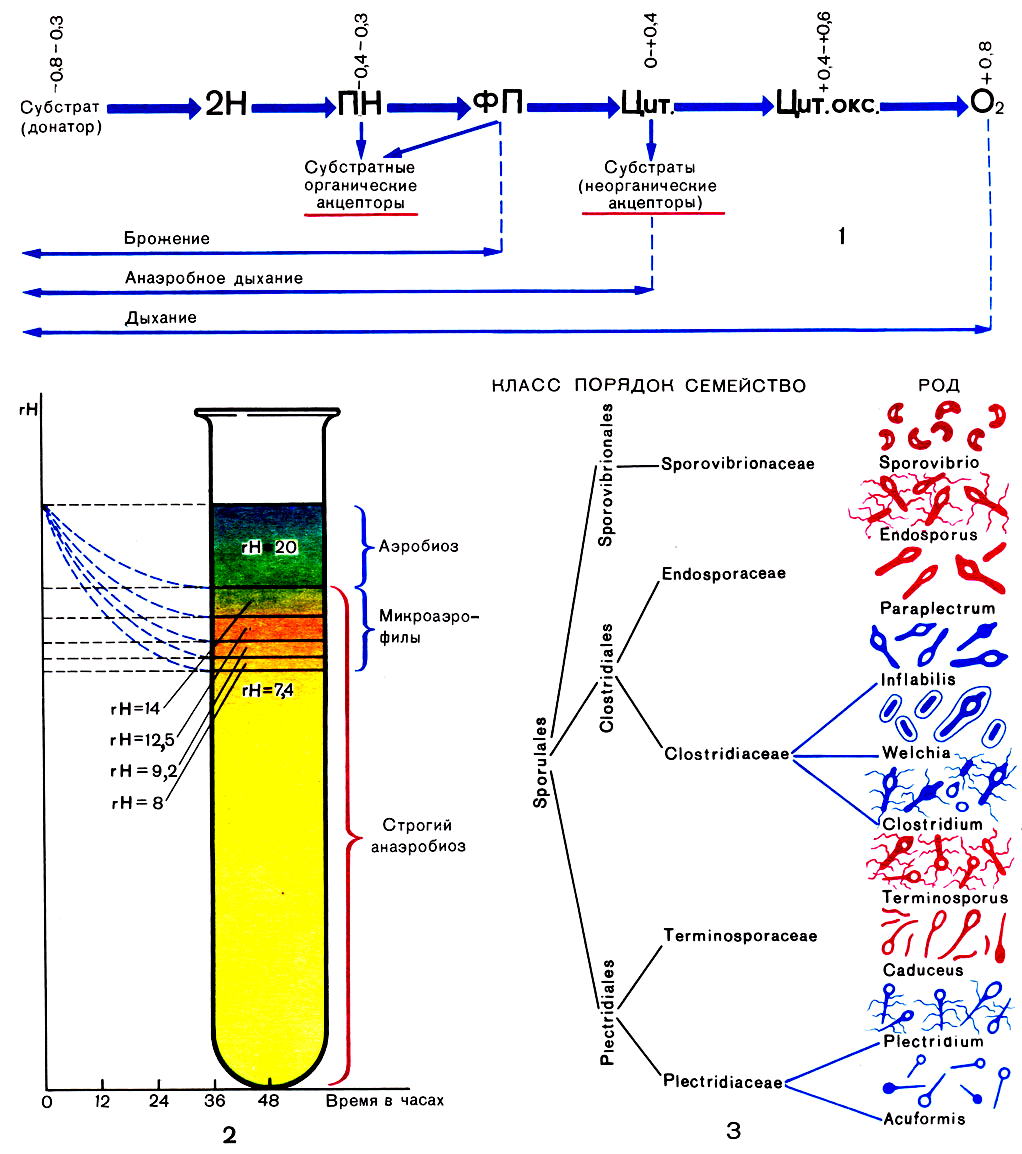 -0,8-0,3
-0,4-0,3
0-+0,4
+0,4-+0,6
+0,8
Субстрат
(донатор)
2Н
ПН
ФП
Цит.
Цит.окс.
О2
Субстратные
органические
акцепторы
Субстраты
(неорганические
акцепторы)
1
Брожение
Анаэробное дыхание
Дыхание
rH
rH=20
Аэробиоз
Микроаэро-
филы
rH=7,4
rH=14
rH=12,5
rH=9,2
rH=8
Строгий
анаэробиоз
0 12 24 36 48 Время в часах
2
КЛАСС ПОРЯДОК СЕМЕЙСТВО РОД
Sporulales
Sporovibrionales
Clostridiales
Plectridiales
Sporovibrionaceae
Endosporaceae
Clostridiaceae
Terminosporaceae
Plectridiaceae
Sporovibrio
Endosporus
Paraplectrum
Inflabilis
Welchia
Clostridium
Terminosporus
Caduceus
Plectridium
Acuformis
3